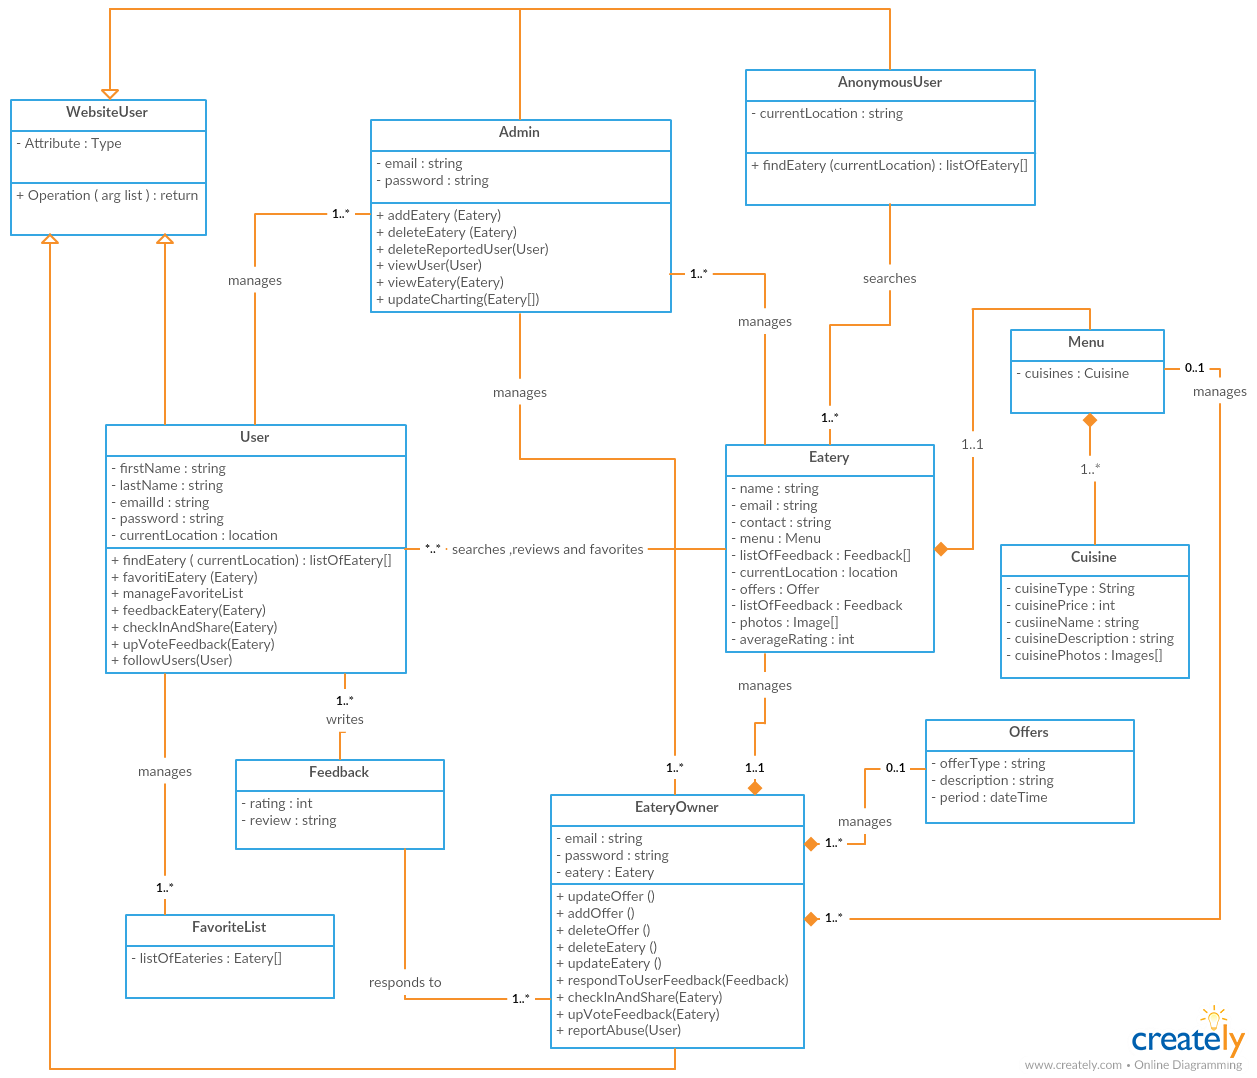 WebsiteUser
- Attribute : Type
+ Operation ( arg list ) : return
Admin
- email : string
- password : string
+ addEatery (Eatery)
+ deleteEatery (Eatery)
+ deleteReportedUser(User)
+ viewUser(User)
+ viewEatery(Eatery)
+ updateCharting(Eatery[])
AnonymousUser
- currentLocation : string
+ findEatery (currentLocation) : listOfEatery[]
1..*
manages
1..*
manages
searches
1..*
manages
Menu
- cuisines : Cuisine
0..1
manages
1..1
1..*
User
- firstName : string
- lastName : string
- emailId : string
- password : string
- currentLocation : location
+ findEatery ( currentLocation) : listOfEatery[]
+ favoritiEatery (Eatery)
+ manageFavoriteList
+ feedbackEatery(Eatery)
+ checkInAndShare(Eatery)
+ upVoteFeedback(Eatery)
+ followUsers(User)
*..*
searches ,reviews and favorites
Eatery
- name : string
- email : string
- contact : string
- menu : Menu
- listOfFeedback : Feedback[]
- currentLocation : location
- offers : Offer
- listOfFeedback : Feedback
- photos : Image[]
- averageRating : int
Cuisine
- cuisineType : String
- cuisinePrice : int
- cusiineName : string
- cuisineDescription : string
- cuisinePhotos : Images[]
manages
1..*
writes
manages
1..*
1..1
Feedback
- rating : int
- review : string
Offers
- offerType : string
- description : string
- period : dateTime
0..1
manages
1..*
1..*
1..*
FavoriteList
- listOfEateries : Eatery[]
responds to
1..*
EateryOwner
- email : string
- password : string
- eatery : Eatery
+ updateOffer ()
+ addOffer ()
+ deleteOffer ()
+ deleteEatery ()
+ updateEatery ()
+ respondToUserFeedback(Feedback)
+ checkInAndShare(Eatery)
+ upVoteFeedback(Eatery)
+ reportAbuse(User)
creately
www.creately.com • Online Diagramming